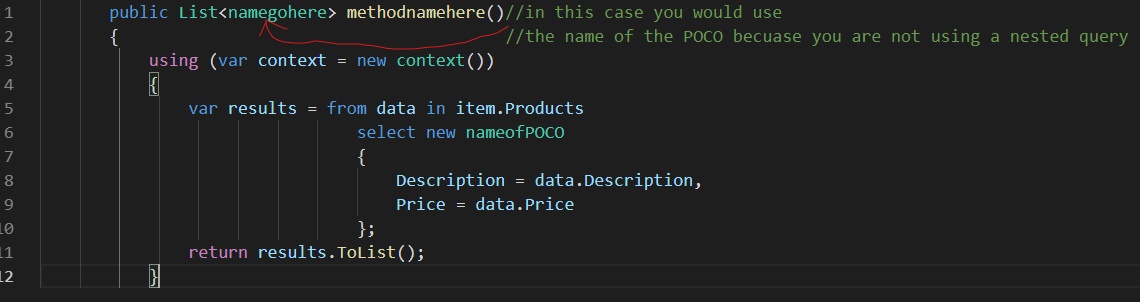 1 public List<namegohere> methodnamehere()//in this case you would use
2 { //the name of the POCO becuase you are not using a nested query
3 using (var context = new context())
4 {
5 var results = from data in item.Products
6 select new nameofPOCO
7 {
8 Description = data.Description,
9 Price = data.Price
10 };
11 return results.ToList();
12 }